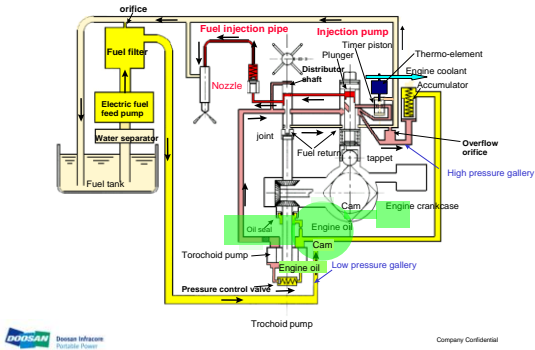 orifice
Fuel injection pipe
Injection pump
Timer piston
Fuel filter
Plunger
Thermo-element
Distributor
shaft
Engine coolant
Nozzle
Accumulator
Electric fuel
feed pump
joint
Water separator
Fuel return
Overflow
orifice
tappet
Fuel tank
High pressure gallery
Cam
Engine crankcase
Oil seal
Engine oil
Cam
Torochoid pump
Engine oil
Low pressure gallery
Pressure control valve
Trochoid pump
DOOSAN
Doosan Infracore
Portable Power
Company Confidential